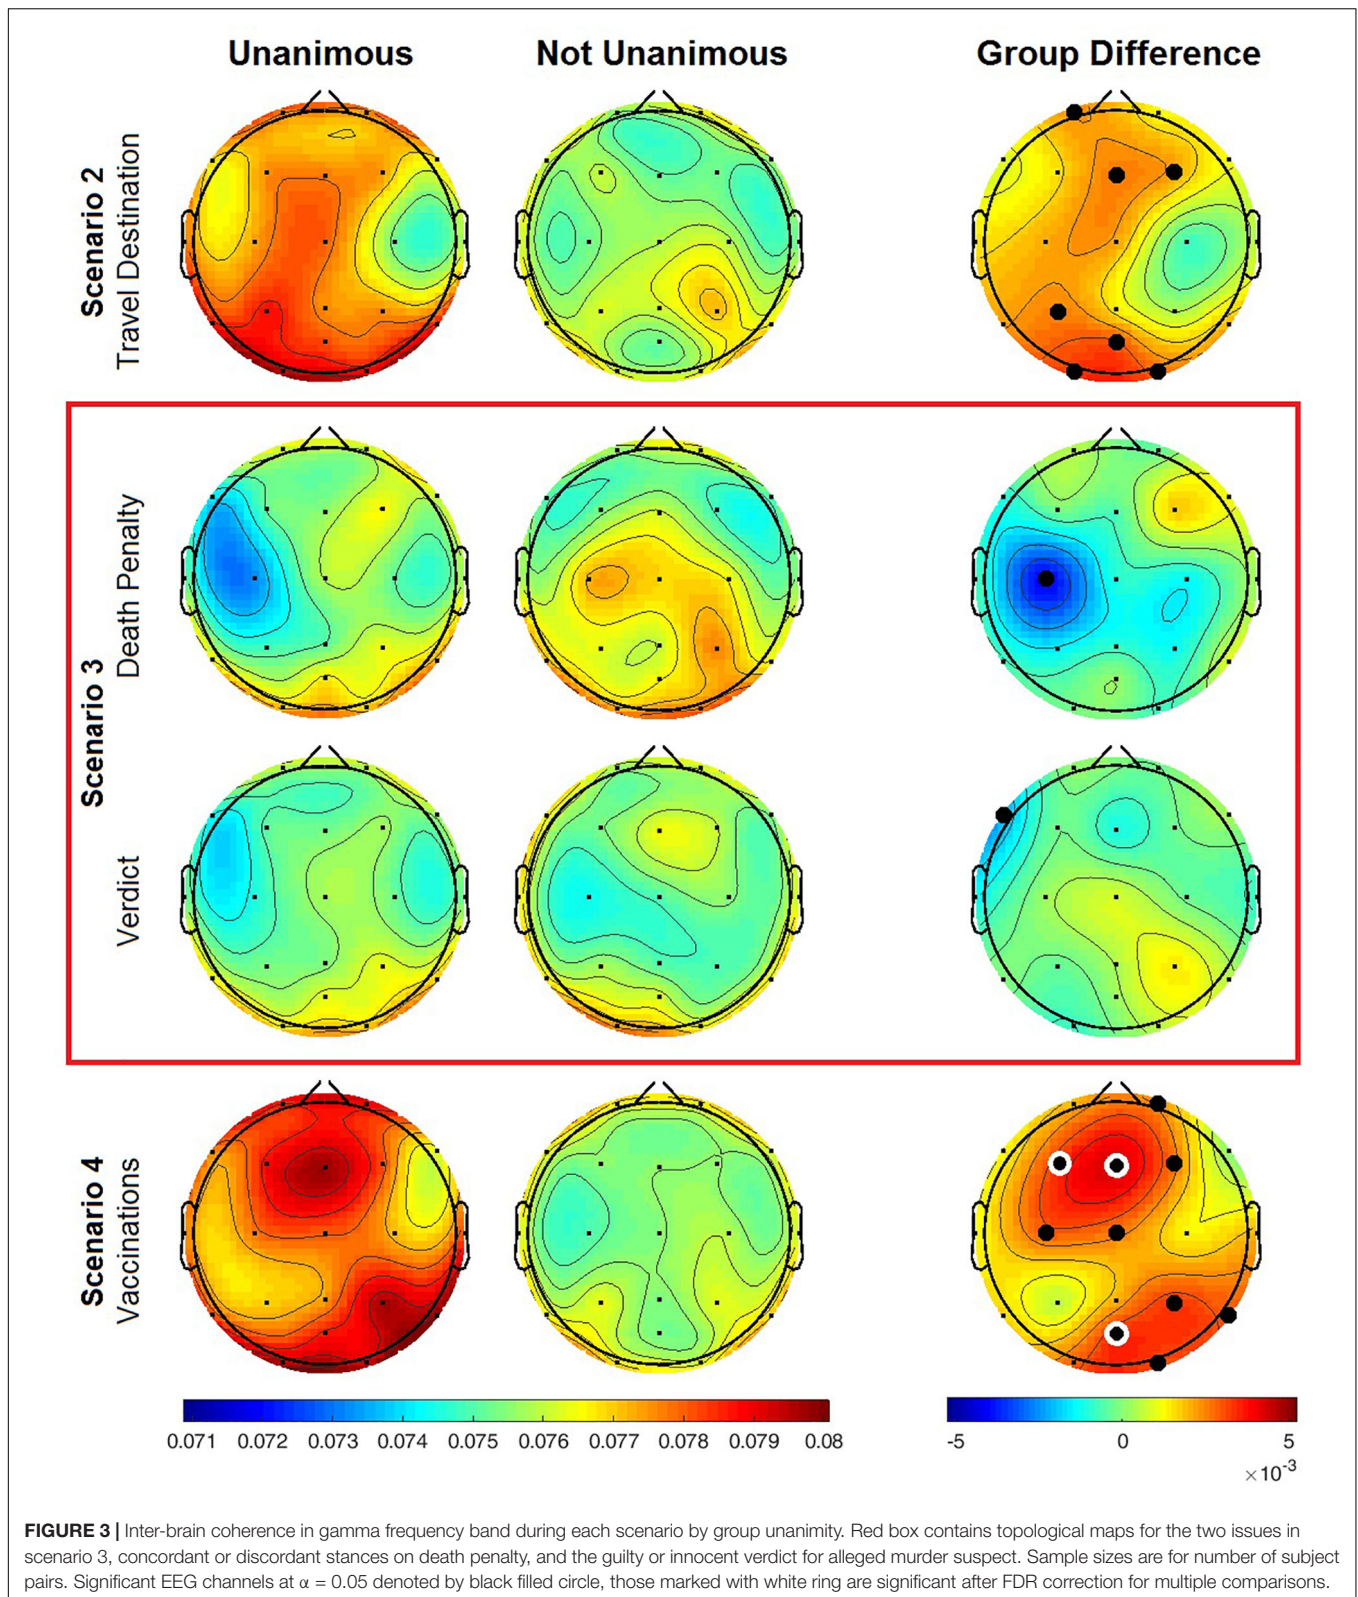 Unanimous Not Unanimous Group Difference
Scenario 2
Travel Destination
Scenario 3
Death Penalty
Verdict
Scenario 4
Vaccinations
0.071 0.072 0.073 0.074 0.075 0.076 0.077 0.078 0.079 0.08
-5 0 5
×10-3
FIGURE 3 | Inter-brain coherence in gamma frequency band during each scenario by group unanimity. Red box contains topological maps for the two issues in
scenario 3, concordant or discordant stances on death penalty, and the guilty or innocent verdict for alleged murder suspect. Sample sizes are for number of subject
pairs. Significant EEG channels at α = 0.05 denoted by black filled circle, those marked with white ring are significant after FDR correction for multiple comparisons.